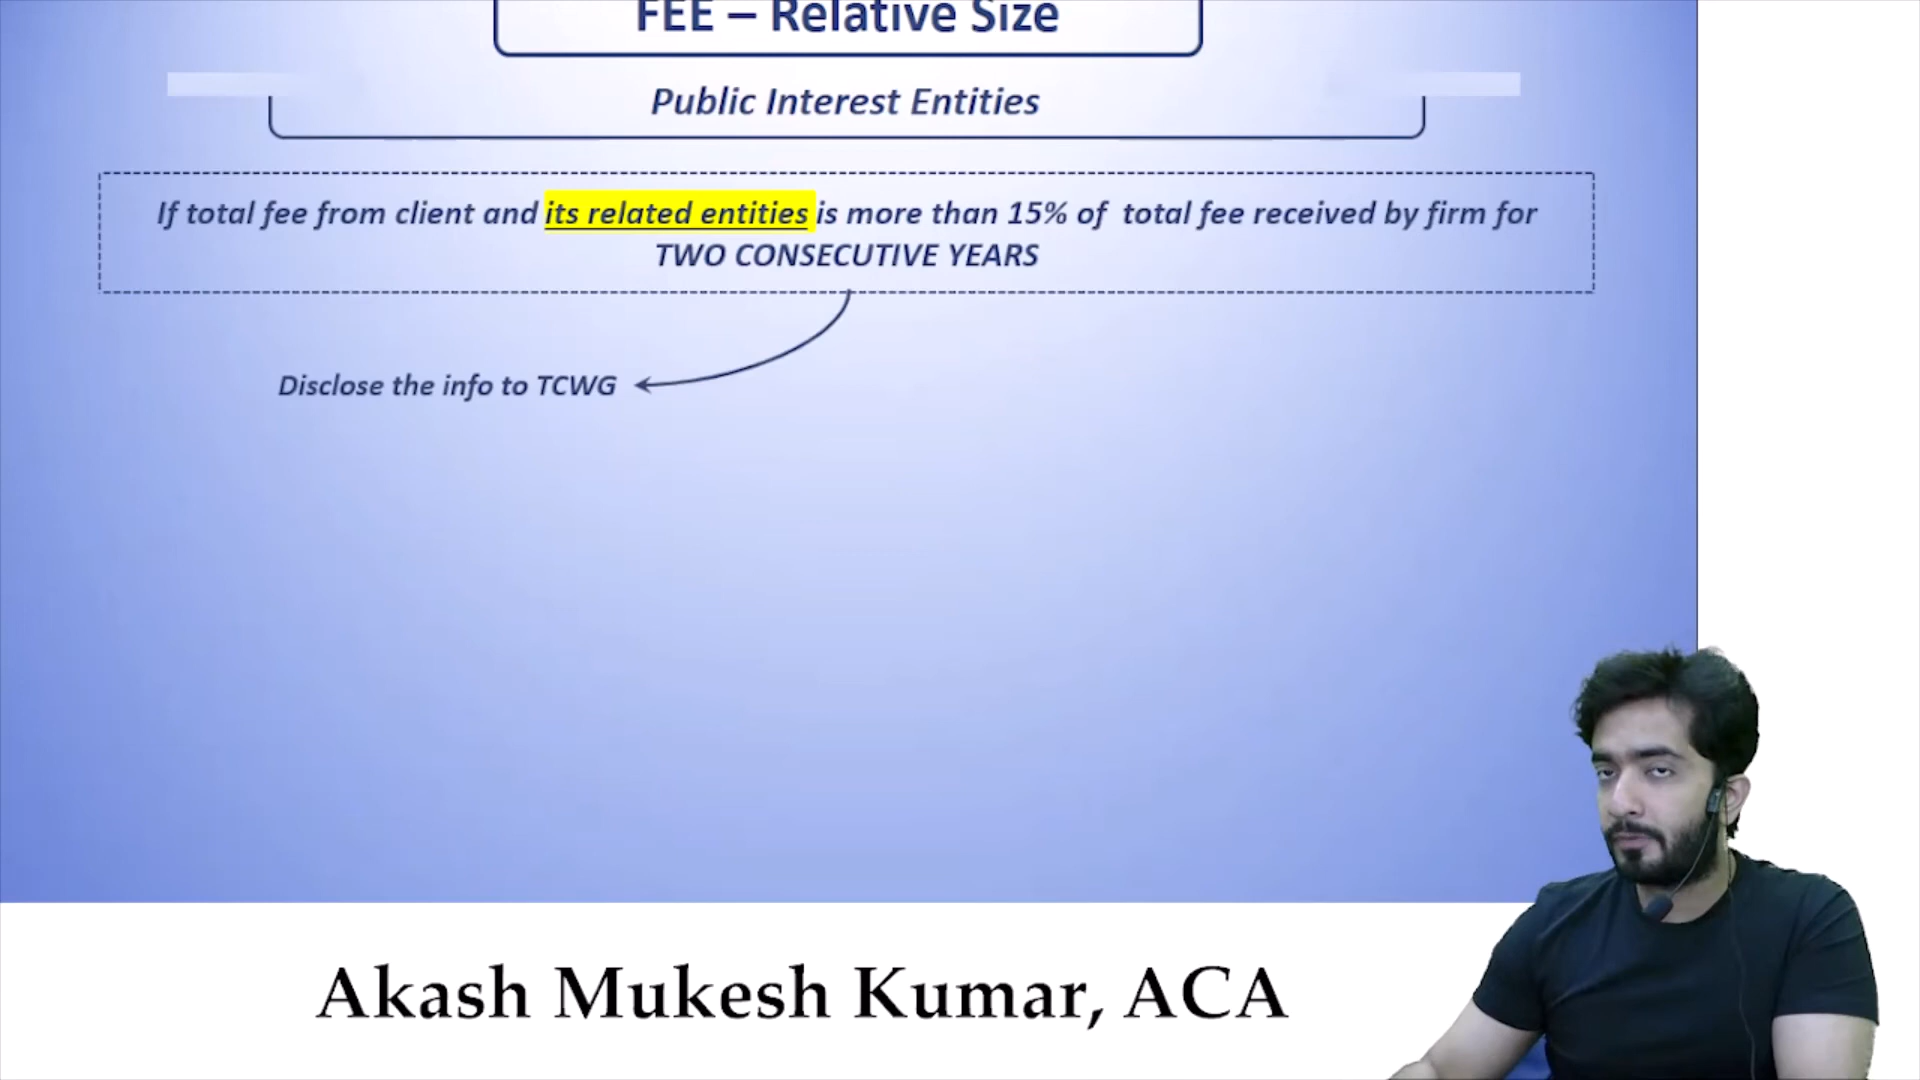 FEE – Relative Size
Public Interest Entities
If total fee from client and its related entities is more than 15% of total fee received by firm for
TWO CONSECUTIVE YEARS
Disclose the info to TCWG
Akash Mukesh Kumar, ACA